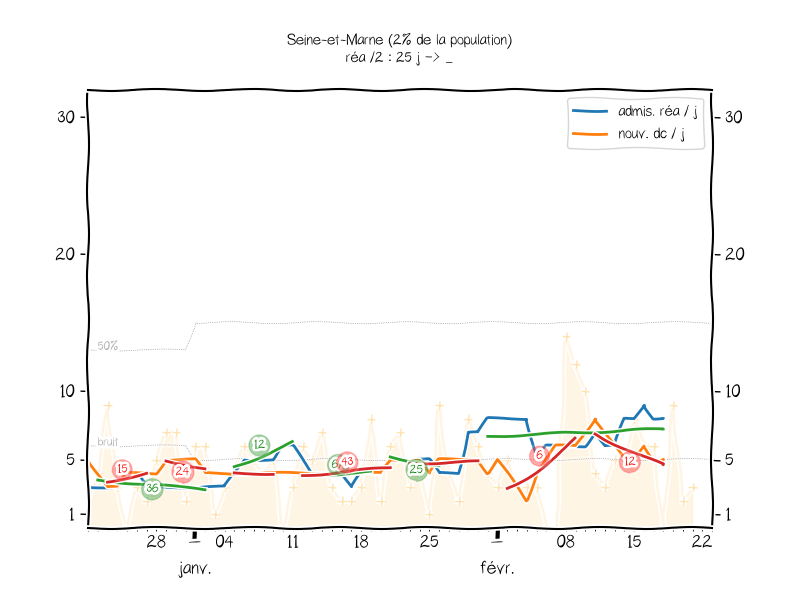 Seine-et-Marne (2% de la population)
réa /2 : 25 j -> _
admis. réa / j
nouv. dc / j
30 30
20 20
50%
10 10
bruit
12
6 43
6
15 24 25 12
5 5
36
1 1
28 04 11 18 25 08 15 22
janv. févr.